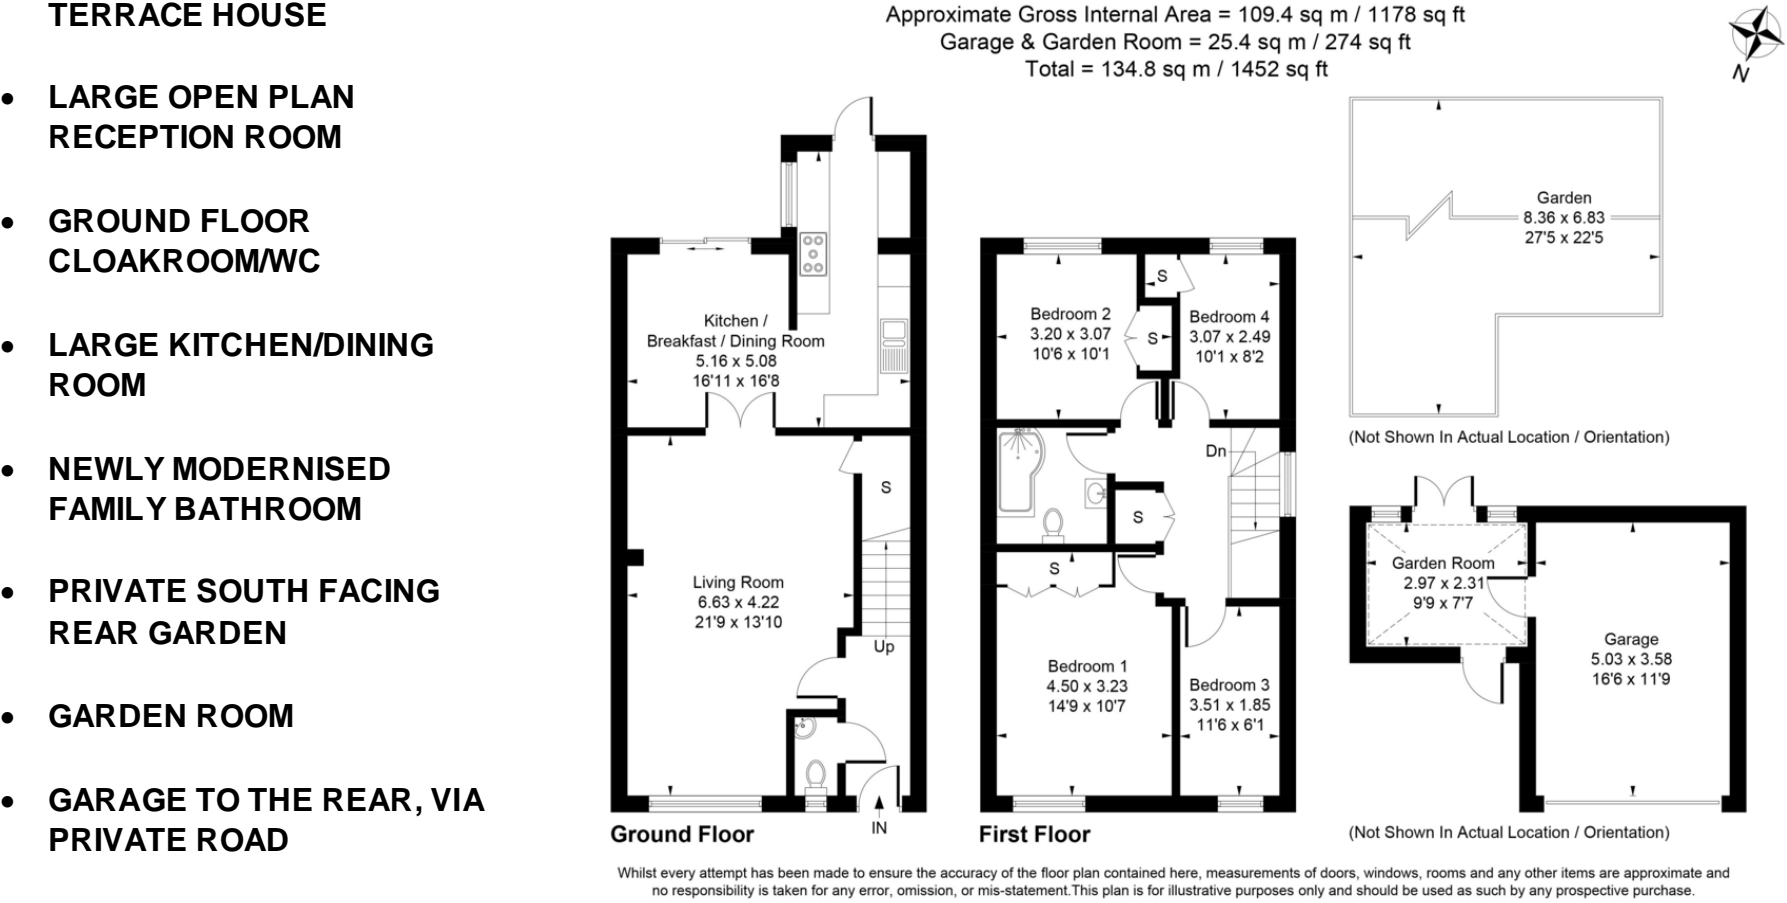 TERRACE HOUSE
• LARGE OPEN PLAN
RECEPTION ROOM
• GROUND FLOOR
CLOAKROOM/WC
• LARGE KITCHEN/DINING
ROOM
• NEWLY MODERNISED
FAMILY BATHROOM
• PRIVATE SOUTH FACING
REAR GARDEN
• GARDEN ROOM
• GARAGE TO THE REAR, VIA
PRIVATE ROAD
Approximate Gross Internal Area = 109.4 sq m / 1178 sq ft
Garage & Garden Room = 25.4 sq m / 274 sq ft
Total = 134.8 sq m / 1452 sq ft
N
Kitchen /
Breakfast / Dining Room
5.16 x 5.08
16'11 x 16'8
S
Living Room
6.63 x 4.22
21'9 x 13'10
Up
IN
Ground Floor
S
Bedroom 2
3.20 x 3.07
10'6 x 10'1
S
Bedroom 4
3.07 x 2.49
10'1 x 8'2
Dn
S
S
Bedroom 1
4.50 x 3.23
14'9 x 10'7
Bedroom 3
3.51 x 1.85
11'6 x 6'1
First Floor
Garden
8.36 x 6.83
27'5 x 22'5
(Not Shown In Actual Location / Orientation)
Garden Room
2.97 x 2.31
9'9 x 7'7
Garage
5.03 x 3.58
16'6 x 11'9
(Not Shown In Actual Location / Orientation)
Whilst every attempt has been made to ensure the accuracy of the floor plan contained here, measurements of doors, windows, rooms and any other items are approximate and
no responsibility is taken for any error, omission, or mis-statement.This plan is for illustrative purposes only and should be used as such by any prospective purchase.